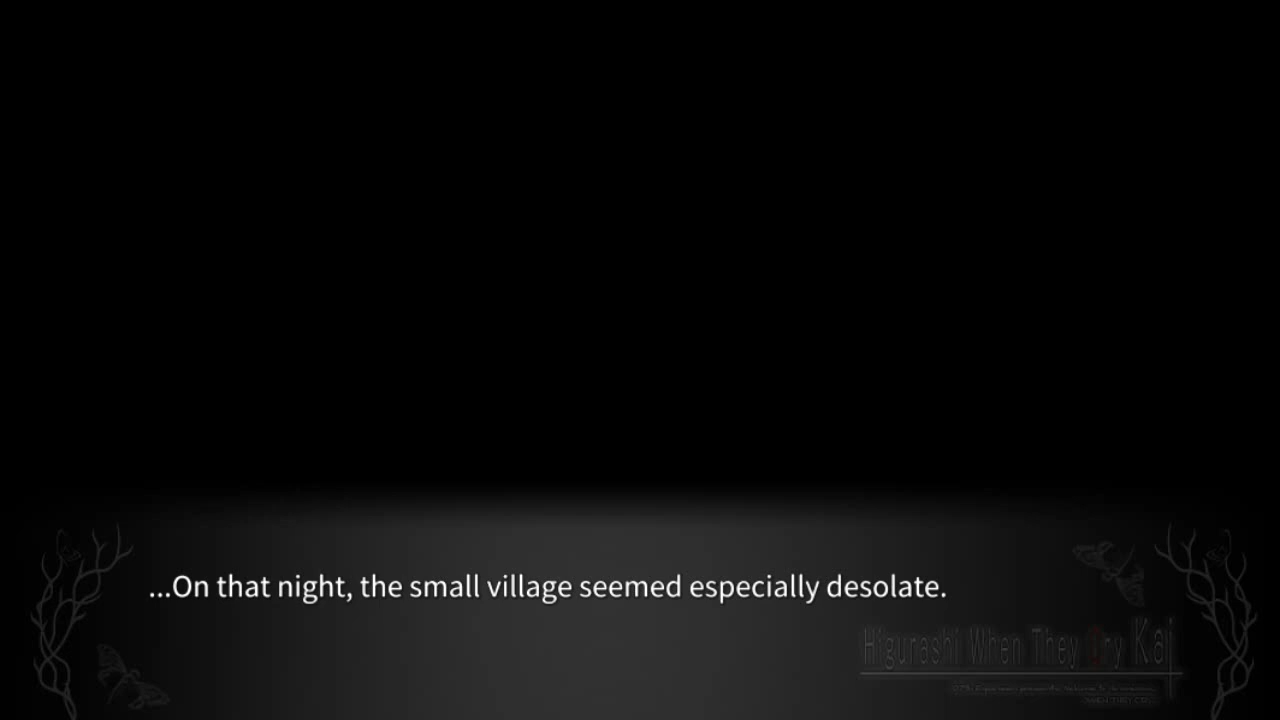 ...On that night, the small village seemed especially desolate.
Higurashi When They Cry Kai